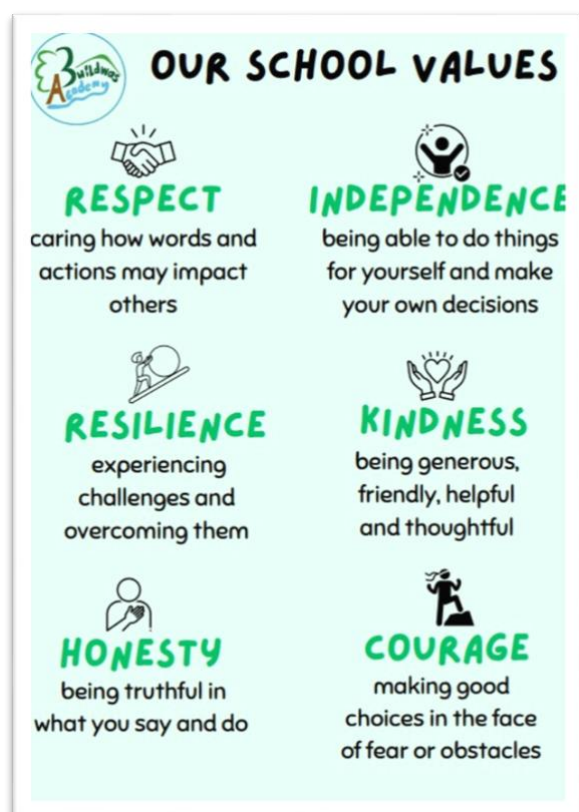 Buildwas
Academy
OUR SCHOOL VALUES
RESPECT
caring how words and
actions may impact
others
INDEPENDENCE
being able to do things
for yourself and make
your own decisions
RESILIENCE
experiencing
challenges and
overcoming them
KINDNESS
being generous,
friendly, helpful
and thoughtful
HONESTY
being truthful in
what you say and do
COURAGE
making good
choices in the face
of fear or obstacles